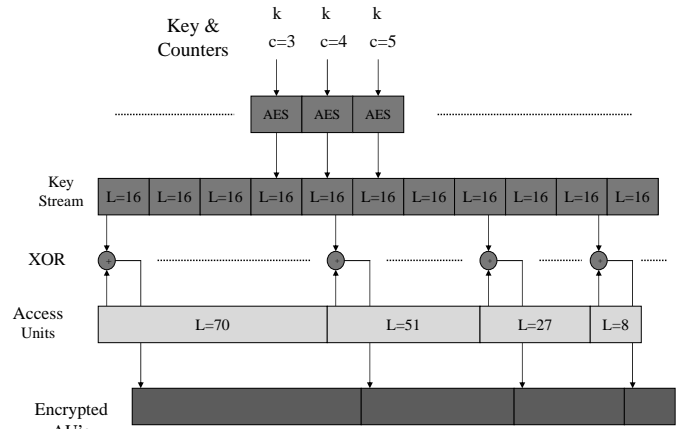 Key &
Counters
k k k
c=3 c=4 c=5
AES AES AES
Key
Stream
L=16 L=16 L=16 L=16 L=16 L=16 L=16 L=16 L=16 L=16 L=16
XOR
+ + + +
Access
Units
L=70 L=51 L=27 L=8
Encrypted
AU's